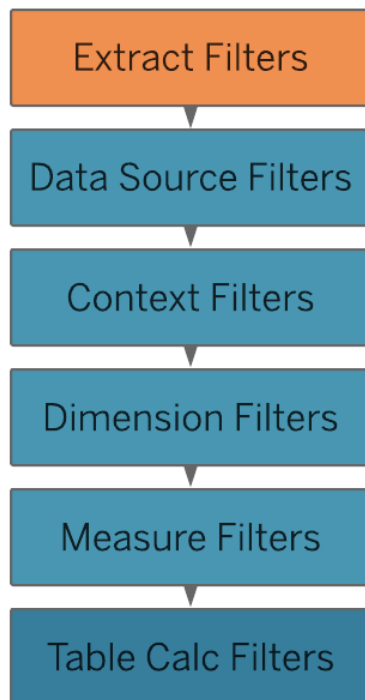 Extract Filters
Data Source Filters
Context Filters
Dimension Filters
Measure Filters
Table Calc Filters